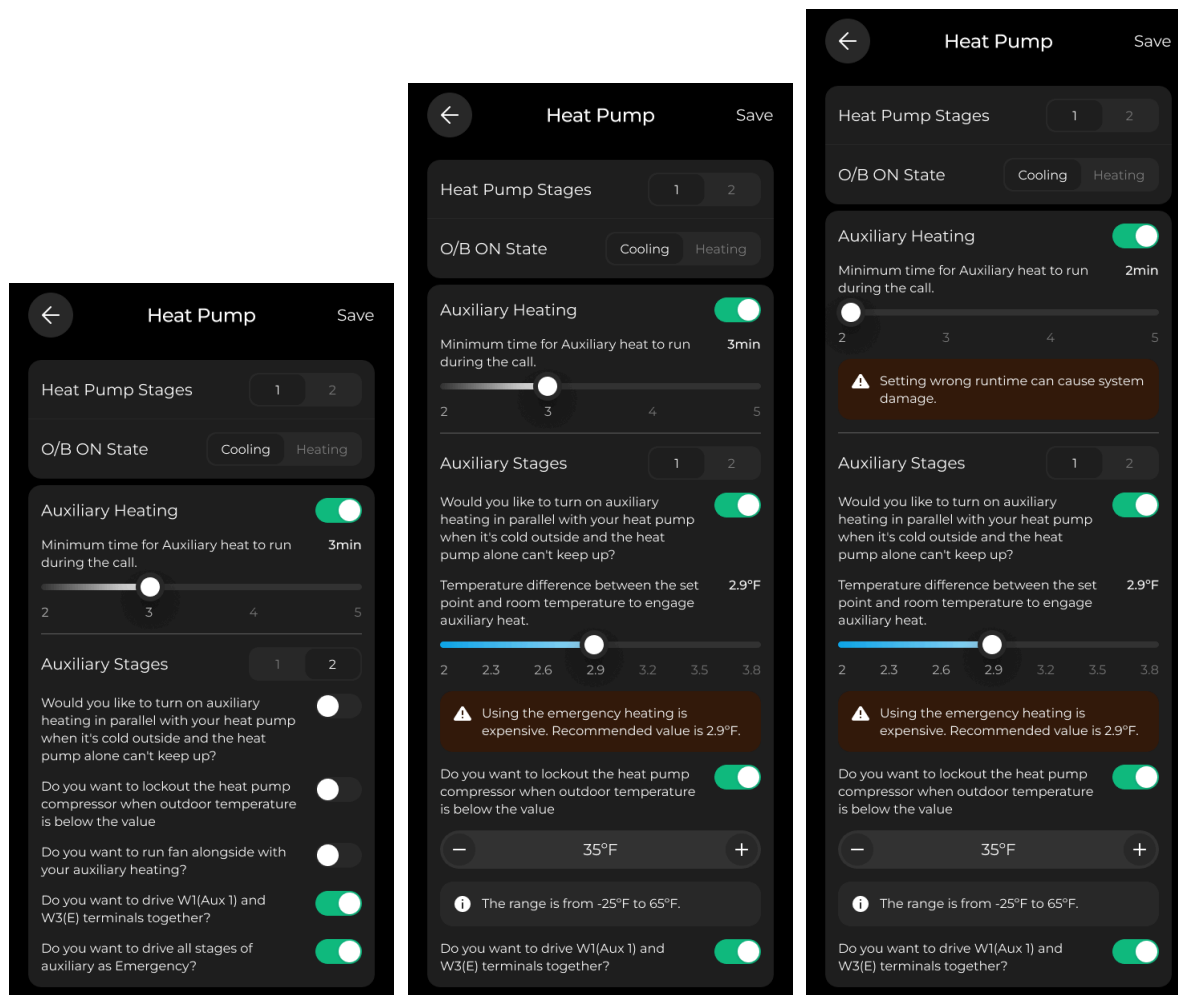 Heat Pump Save
Heat Pump Stages 1 2
O/B ON State Cooling Heating
Auxiliary Heating
Minimum time for Auxiliary heat to run 3min
during the call.
2 3 4 5
Auxiliary Stages 1 2
Would you like to turn on auxiliary
heating in parallel with your heat pump
when it's cold outside and the heat
pump alone can't keep up?
Do you want to lockout the heat pump
compressor when outdoor temperature
is below the value
Do you want to run fan alongside with
your auxiliary heating?
Do you want to drive W1(Aux 1) and
W3(E) terminals together?
Do you want to drive all stages of
auxiliary as Emergency?
Heat Pump Save
Heat Pump Stages 1 2
O/B ON State Cooling Heating
Auxiliary Heating
Minimum time for Auxiliary heat to run 3min
during the call.
2 3 4 5
Auxiliary Stages 1 2
Would you like to turn on auxiliary
heating in parallel with your heat pump
when it's cold outside and the heat
pump alone can't keep up?
Temperature difference between the set 2.9°F
point and room temperature to engage
auxiliary heat.
2 2.3 2.6 2.9 3.2 3.5 3.8
Using the emergency heating is
expensive. Recommended value is 2.9°F.
Do you want to lockout the heat pump
compressor when outdoor temperature
is below the value
− 35°F +
The range is from -25°F to 65°F.
Do you want to drive W1(Aux 1) and
W3(E) terminals together?
Heat Pump Save
Heat Pump Stages 1 2
O/B ON State Cooling Heating
Auxiliary Heating
Minimum time for Auxiliary heat to run 2min
during the call.
2 3 4 5
Setting wrong runtime can cause system
damage.
Auxiliary Stages 1 2
Would you like to turn on auxiliary
heating in parallel with your heat pump
when it's cold outside and the heat
pump alone can't keep up?
Temperature difference between the set 2.9°F
point and room temperature to engage
auxiliary heat.
2 2.3 2.6 2.9 3.2 3.5 3.8
Using the emergency heating is
expensive. Recommended value is 2.9°F.
Do you want to lockout the heat pump
compressor when outdoor temperature
is below the value
− 35°F +
The range is from -25°F to 65°F.
Do you want to drive W1(Aux 1) and
W3(E) terminals together?